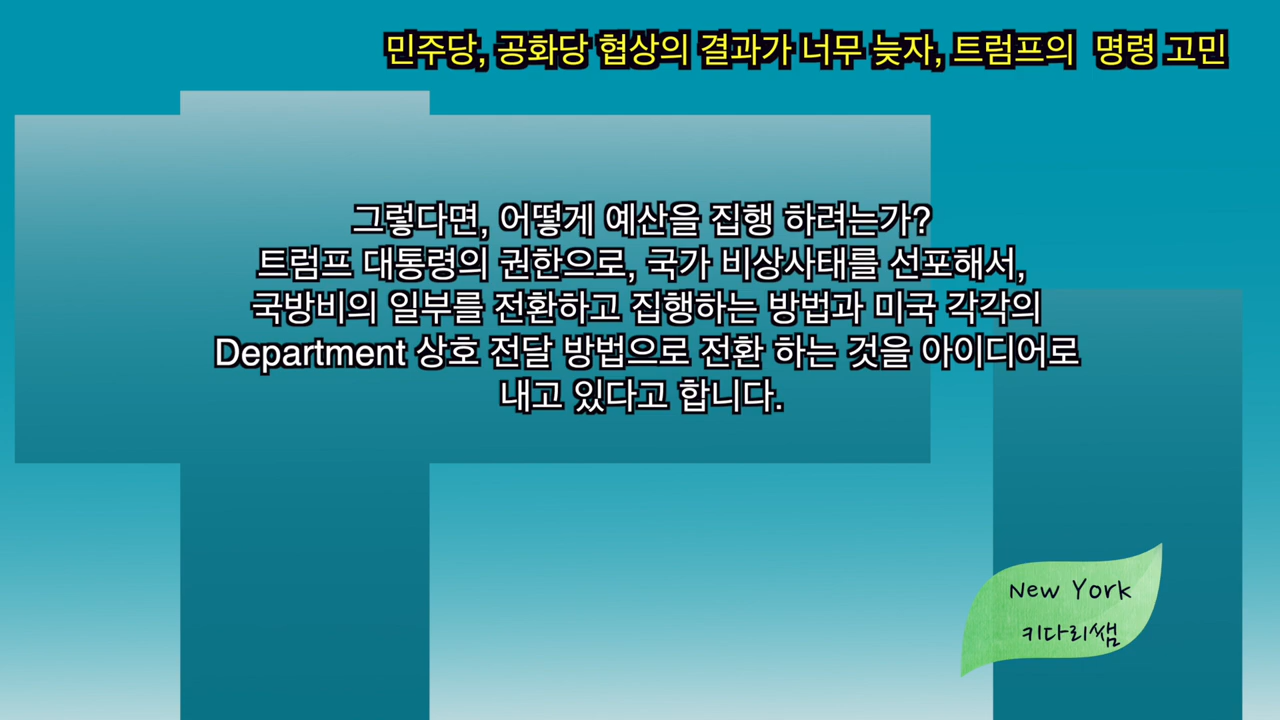 민주당, 공화당 협상의 결과가 너무 늦자, 트럼프의 명령 고민
그렇다면, 어떻게 예산을 집행 하려는가?
트럼프 대통령의 권한으로, 국가 비상사태를 선포해서,
국방비의 일부를 전환하고 집행하는 방법과 미국 각각의
Department 상호 전달 방법으로 전환 하는 것을 아이디어로
내고 있다고 합니다.
New York
키다리쌤